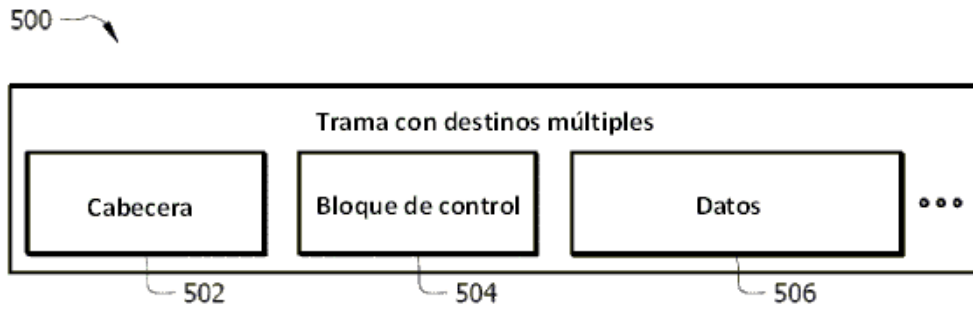 500
Trama con destinos múltiples
Cabecera
Bloque de control
Datos
502
504
506